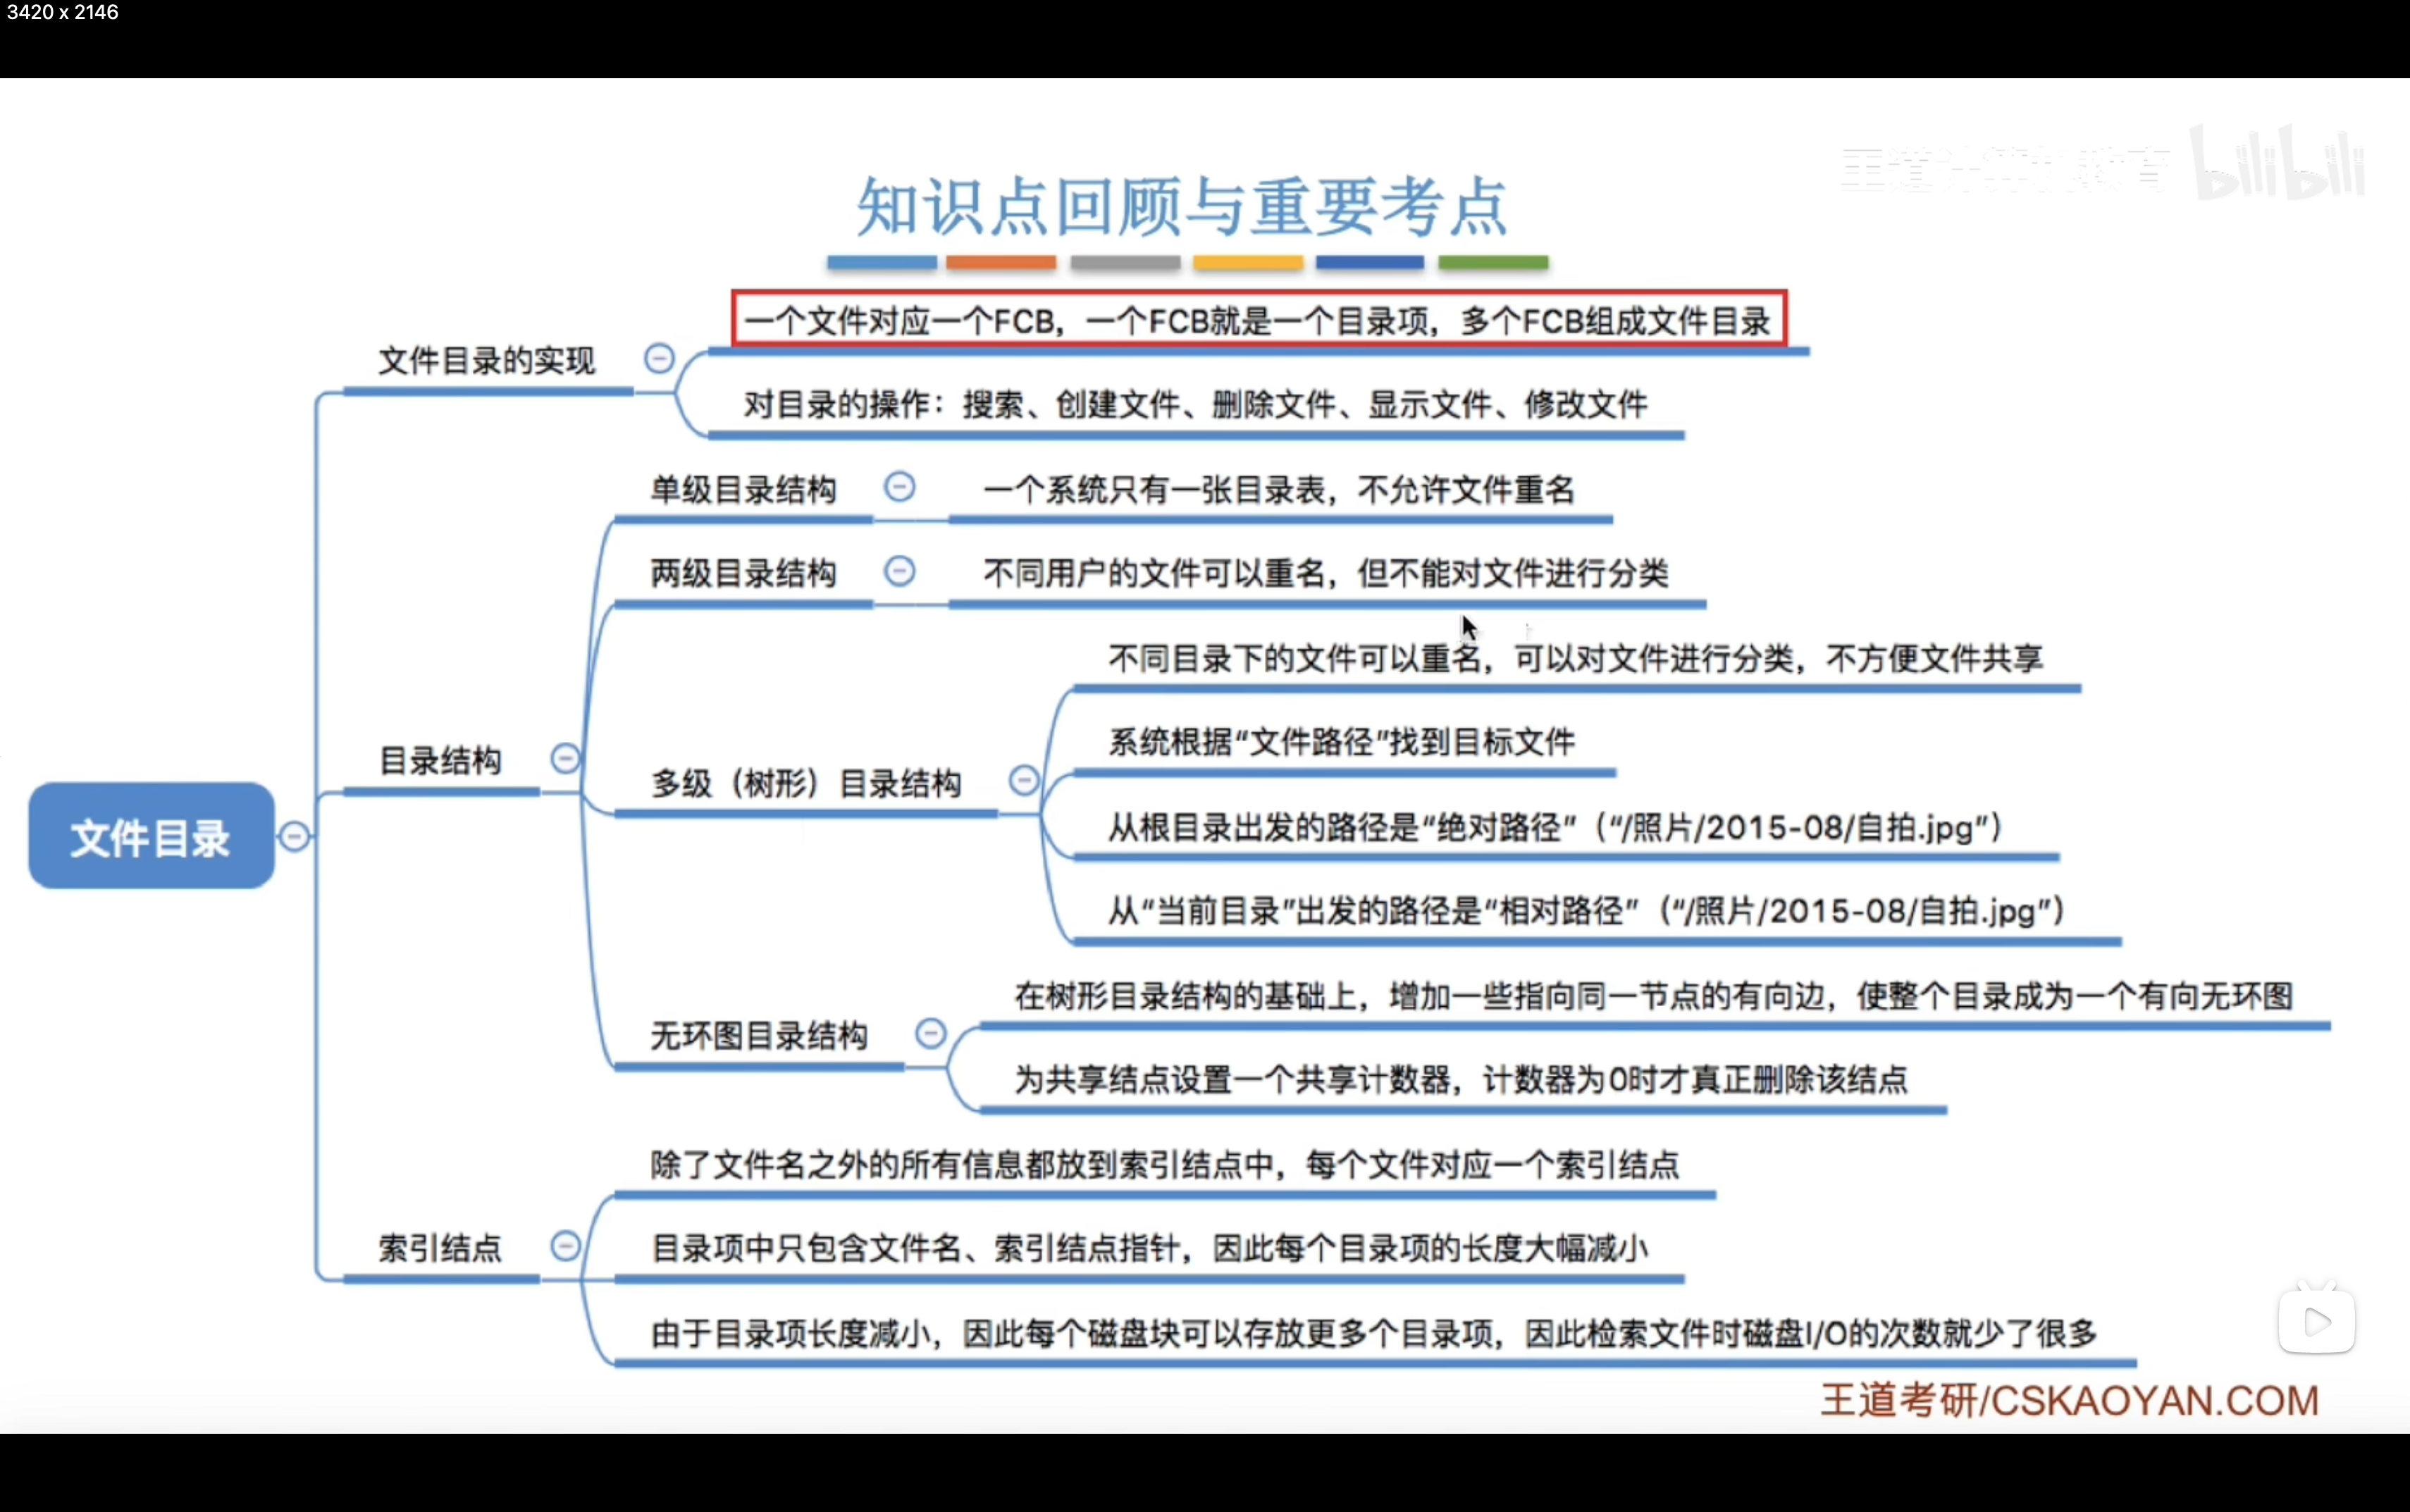 3420 x 2146
bilibili
知识点回顾与重要考点
一个文件对应一个FCB，一个FCB就是一个目录项，多个FCB组成文件目录
文件目录的实现
对目录的操作：搜索、创建文件、删除文件、显示文件、修改文件
单级目录结构
一个系统只有一张目录表，不允许文件重名
两级目录结构
不同用户的文件可以重名，但不能对文件进行分类
不同目录下的文件可以重名，可以对文件进行分类，不方便文件共享
系统根据“文件路径”找到目标文件
目录结构
多级（树形）目录结构
从根目录出发的路径是“绝对路径”（“/照片/2015-08/自拍.jpg”）
文件目录
从“当前目录”出发的路径是“相对路径”（“/照片/2015-08/自拍.jpg”）
在树形目录结构的基础上，增加一些指向同一节点的有向边，使整个目录成为一个有向无环图
无环图目录结构
为共享结点设置一个共享计数器，计数器为0时才真正删除该结点
除了文件名之外的所有信息都放到索引结点中，每个文件对应一个索引结点
索引结点
目录项中只包含文件名、索引结点指针，因此每个目录项的长度大幅减小
由于目录项长度减小，因此每个磁盘块可以存放更多个目录项，因此检索文件时磁盘I/O的次数就少了很多
王道考研/CSKAOYAN.COM